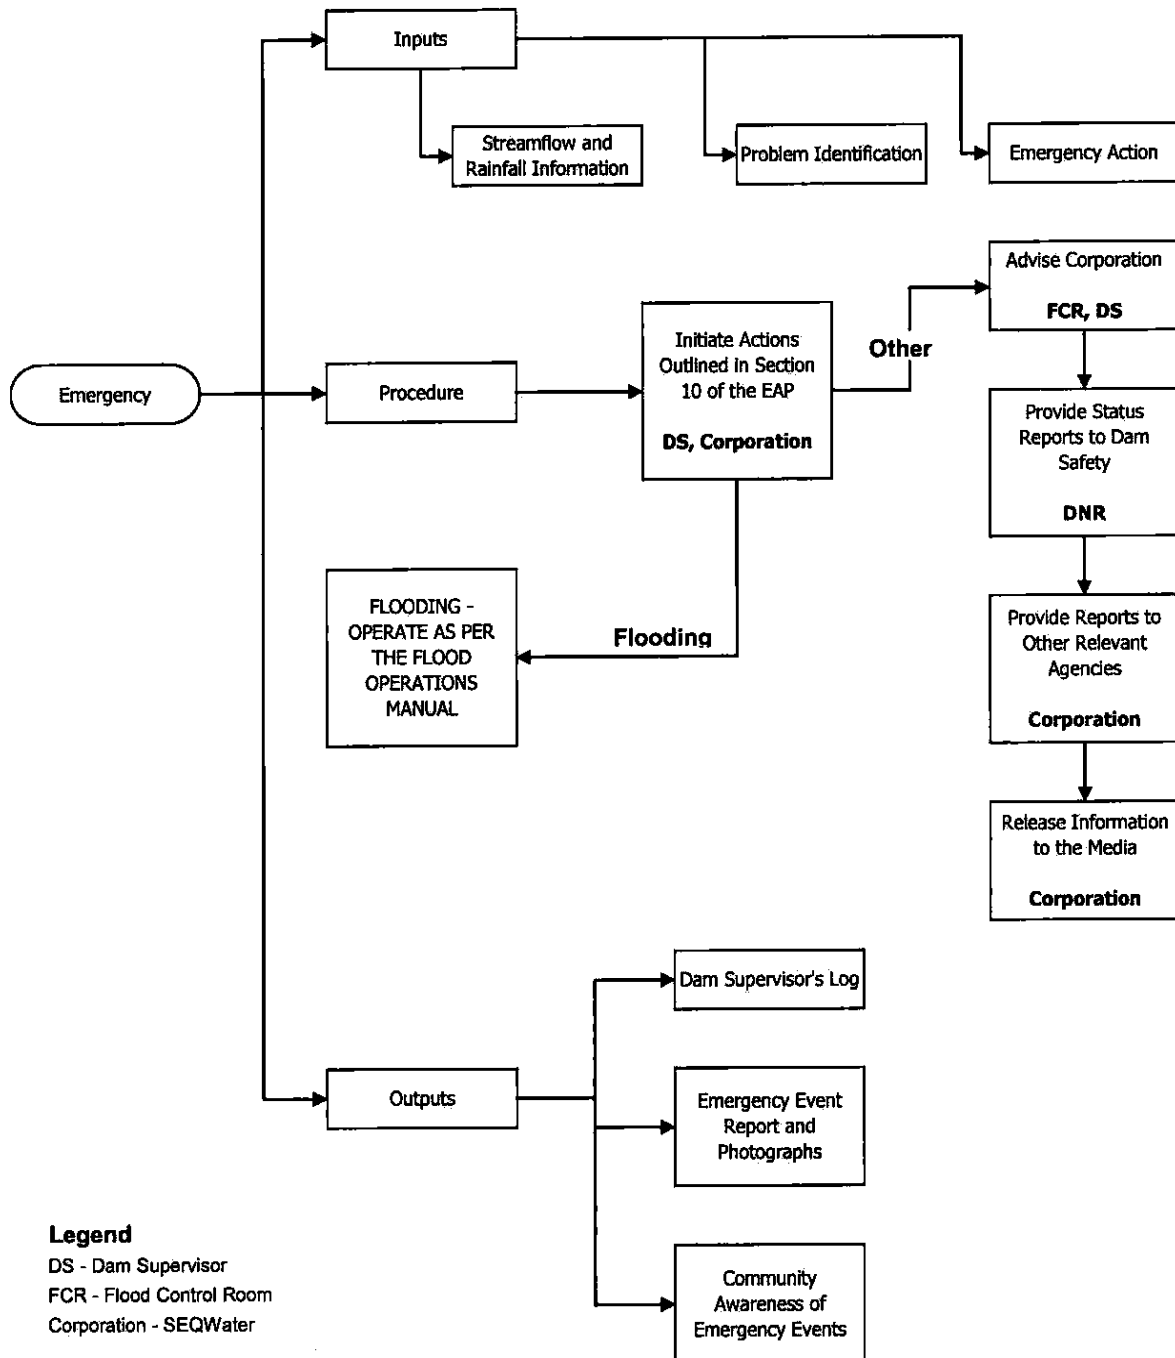 Inputs
Streamflow and
Rainfall Information
Problem Identification
Emergency Action
Emergency
Procedure
Initiate Actions
Outlined in Section
10 of the EAP
DS, Corporation
Other
Advise Corporation
FCR, DS
Provide Status
Reports to Dam
Safety
DNR
Provide Reports to
Other Relevant
Agencies
Corporation
Release Information
to the Media
Corporation
Flooding
FLOODING -
OPERATE AS PER
THE FLOOD
OPERATIONS
MANUAL
Outputs
Dam Supervisor's Log
Emergency Event
Report and
Photographs
Community
Awareness of
Emergency Events
Legend
DS - Dam Supervisor
FCR - Flood Control Room
Corporation - SEQWater